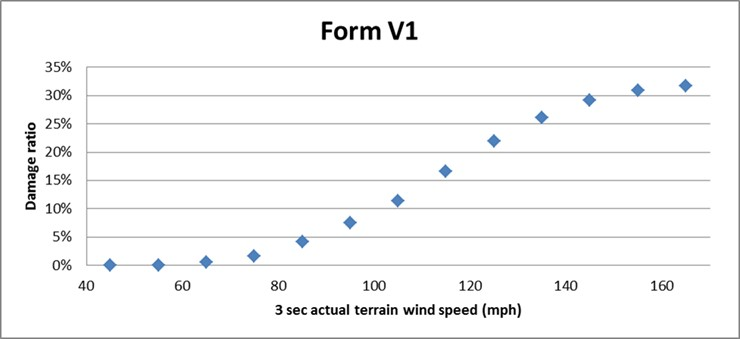 Form V1
35%
30%
25%
20%
15%
10%
5%
0%
Damage ratio
40 60 80 100 120 140 160
3 sec actual terrain wind speed (mph)